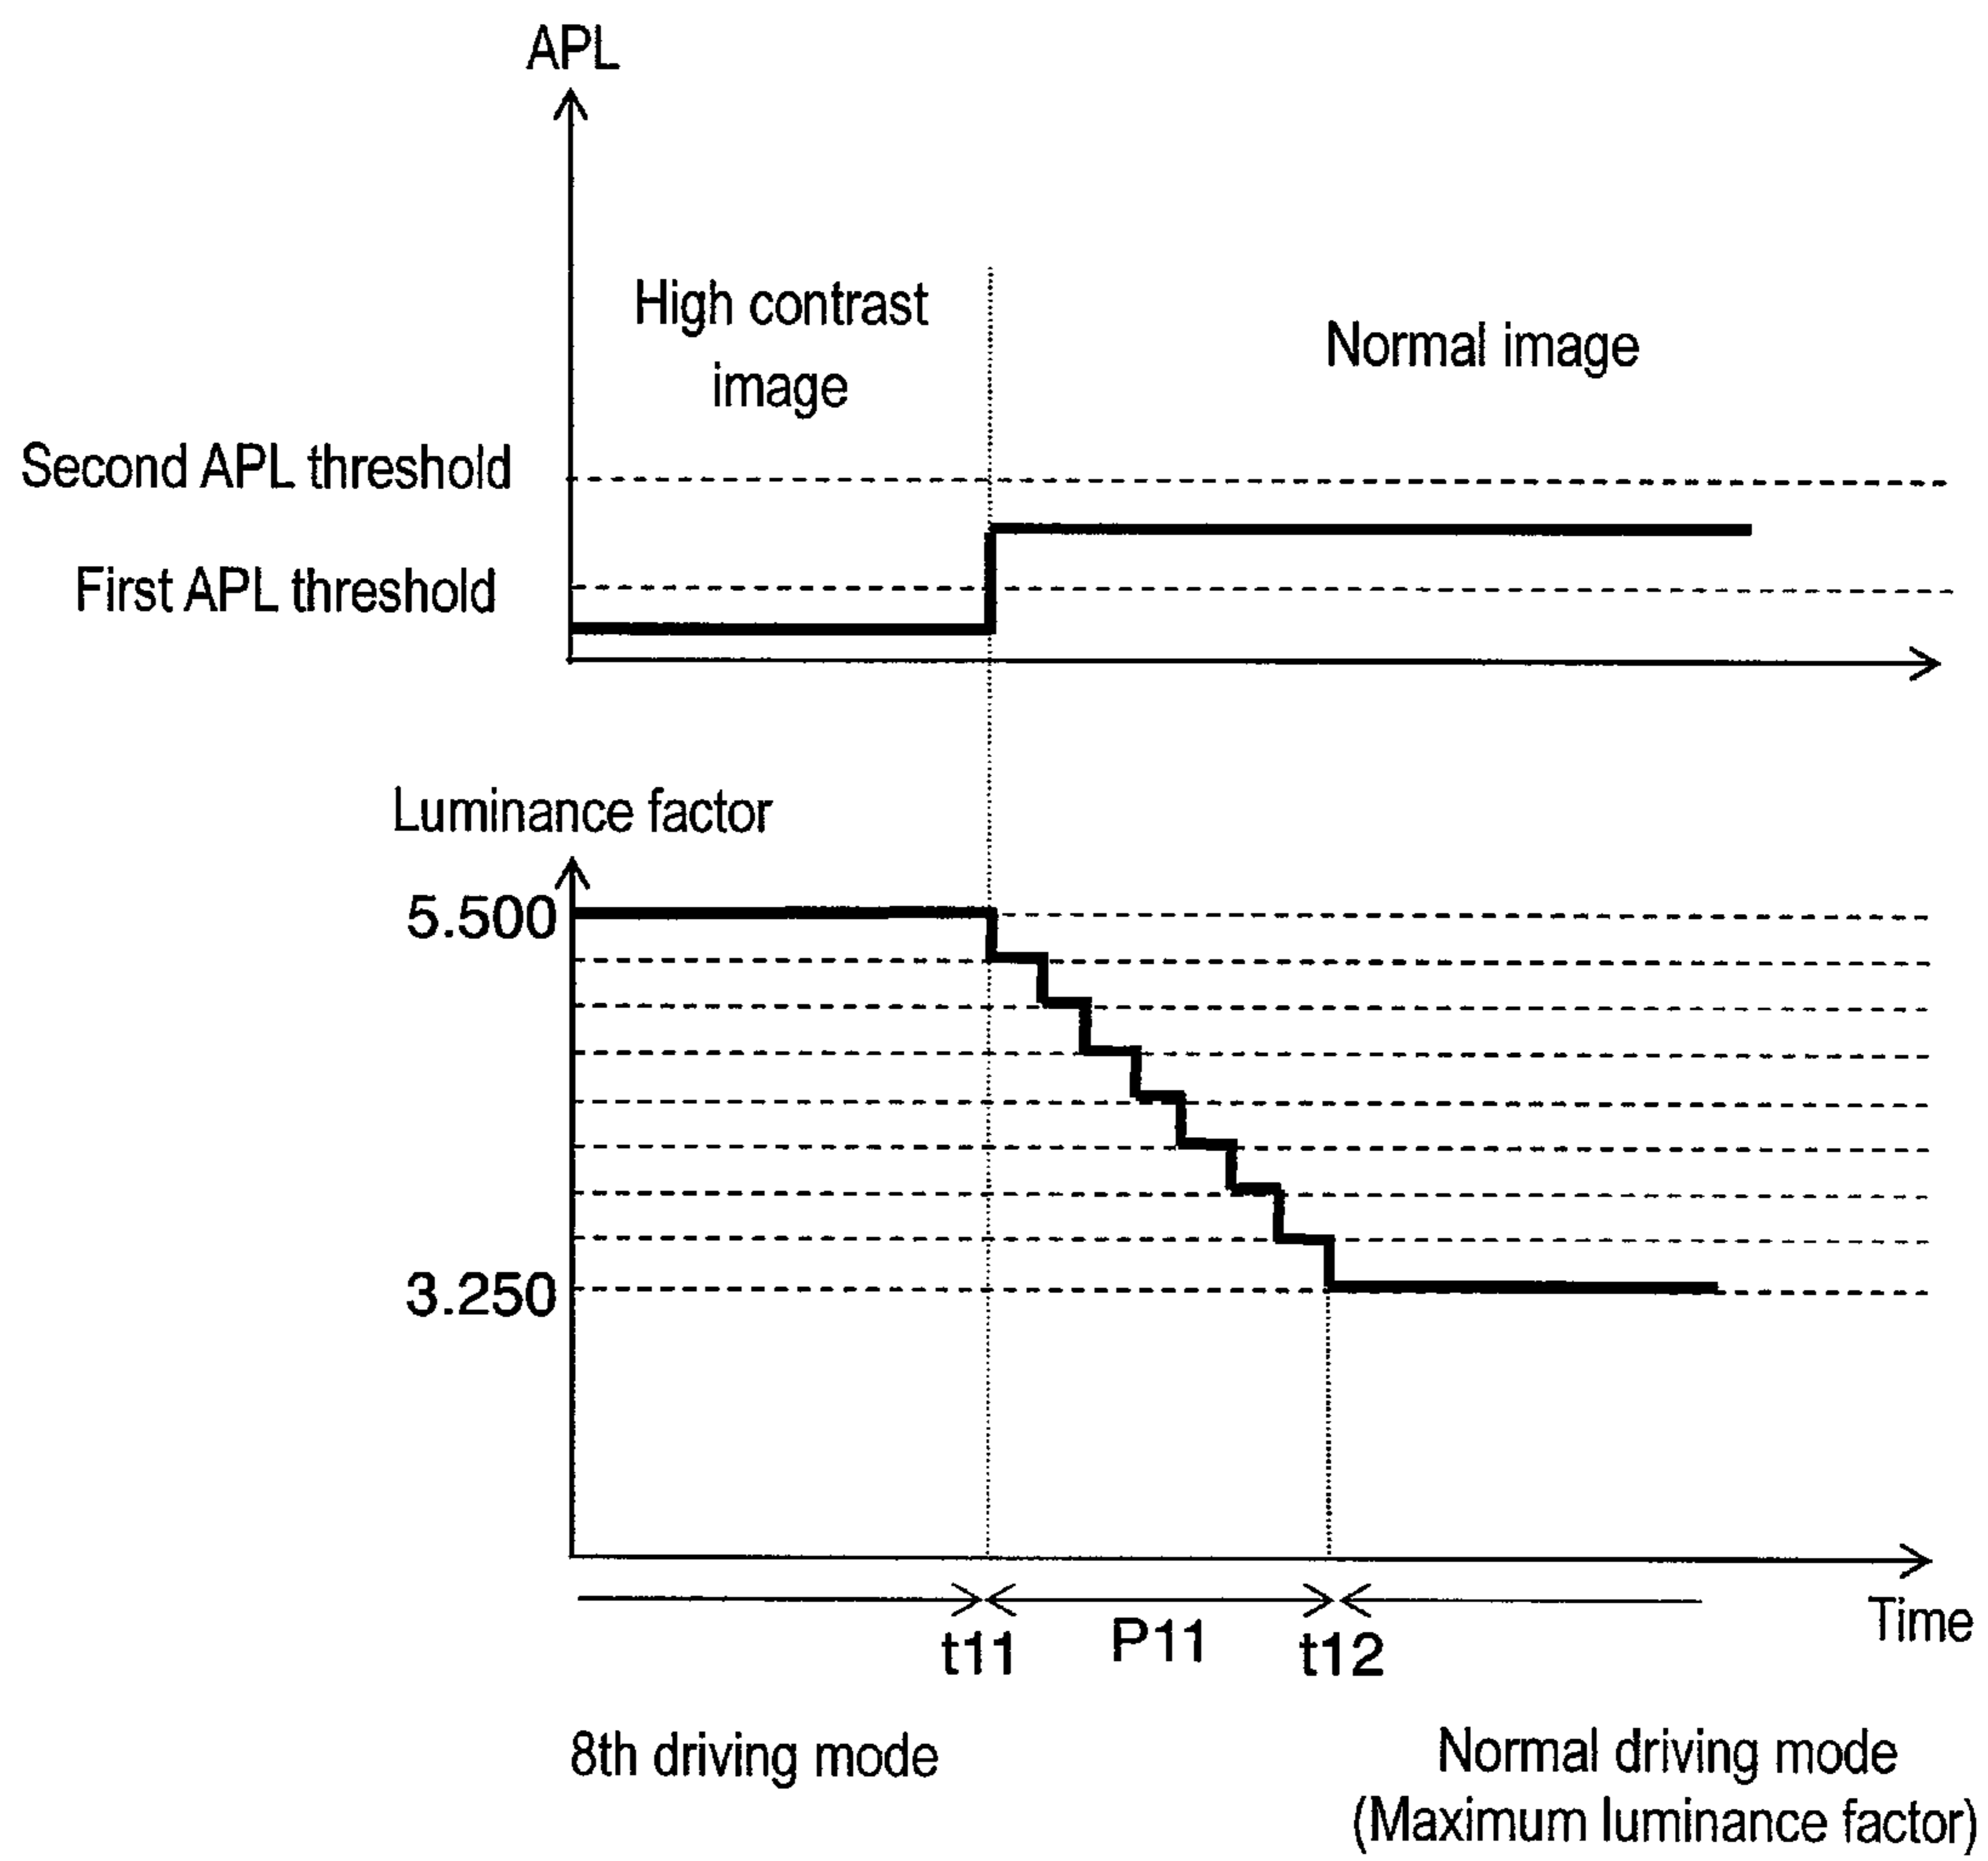 APL
High contrast
image
Normal image
Second APL threshold
First APL threshold
Luminance factor
5.500
3.250
Time
t11
P11
t12
8th driving mode
Normal driving mode
(Maximum luminance factor)